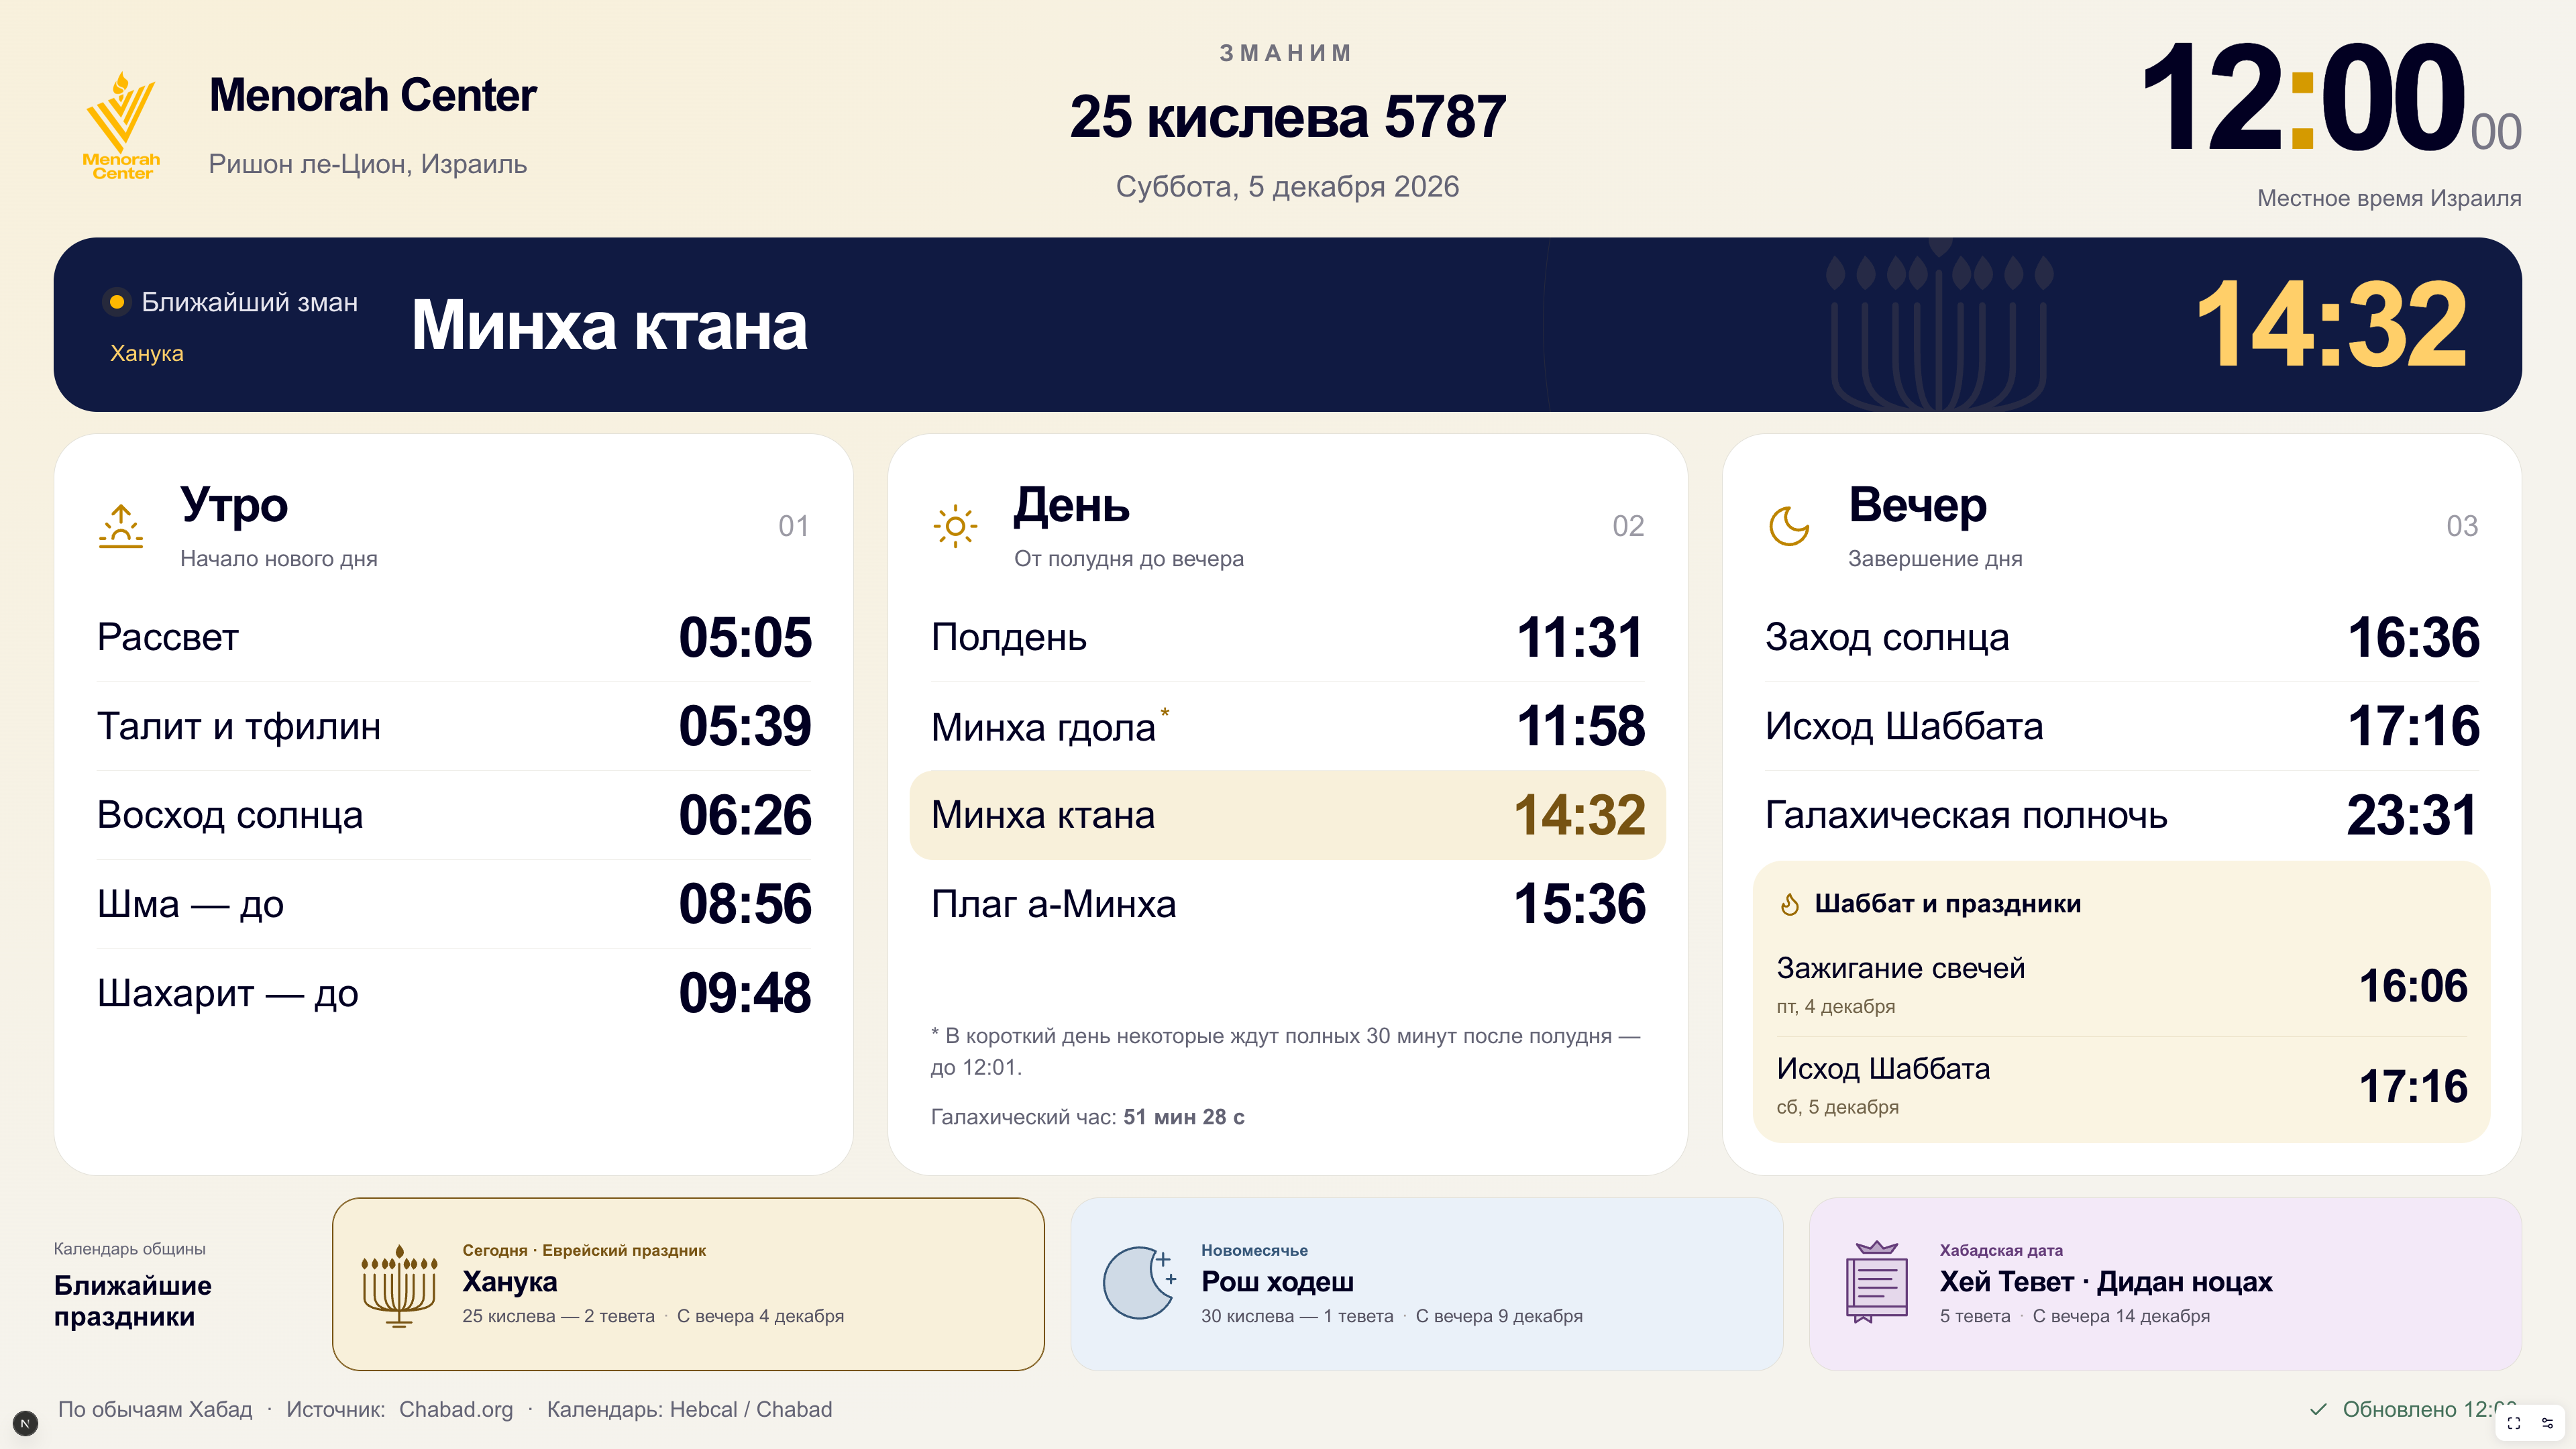 Menorah
Center
Menorah Center
Ришон ле-Цион, Израиль
ЗМАНИМ
25 кислева 5787
Суббота, 5 декабря 2026
12:00 00
Местное время Израиля
Ближайший зман
Ханука
Минха ктана
14:32
Утро
Начало нового дня
01
Рассвет 05:05
Талит и тфилин 05:39
Восход солнца 06:26
Шма — до 08:56
Шахарит — до 09:48
День
От полудня до вечера
02
Полдень 11:31
Минха гдола* 11:58
Минха ктана 14:32
Плаг а-Минха 15:36
* В короткий день некоторые ждут полных 30 минут после полудня —
до 12:01.
Галахический час: 51 мин 28 с
Вечер
Завершение дня
03
Заход солнца 16:36
Исход Шаббата 17:16
Галахическая полночь 23:31
Шаббат и праздники
Зажигание свечей
пт, 4 декабря
16:06
Исход Шаббата
сб, 5 декабря
17:16
Календарь общины
Ближайшие
праздники
Сегодня · Еврейский праздник
Ханука
25 кислева — 2 тевета · С вечера 4 декабря
Новомесячье
Рош ходеш
30 кислева — 1 тевета · С вечера 9 декабря
Хабадская дата
Хей Тевет · Дидан ноцах
5 тевета · С вечера 14 декабря
N
По обычаям Хабад · Источник: Chabad.org · Календарь: Hebcal / Chabad
Обновлено